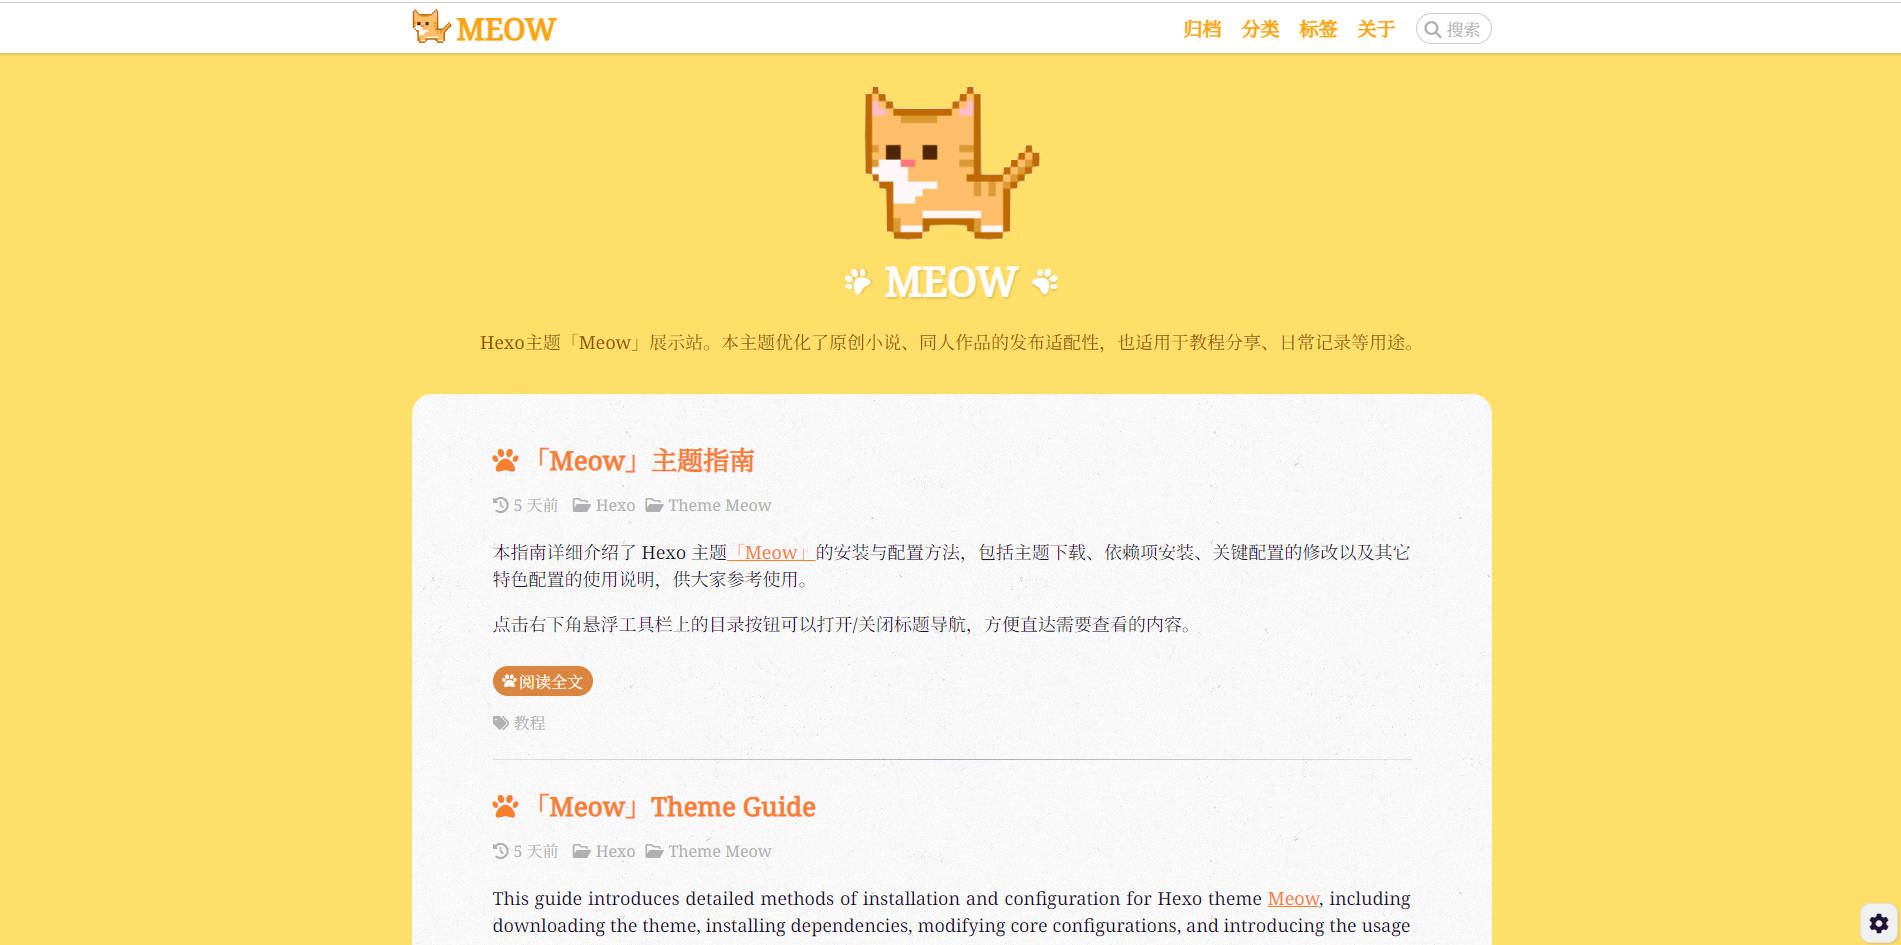 MEOW
归档 分类 标签 关于 搜索
MEOW
Hexo主题「Meow」展示站。本主题优化了原创小说、同人作品的发布适配性，也适用于教程分享、日常记录等用途。
「Meow」主题指南
5 天前 Hexo Theme Meow
本指南详细介绍了 Hexo 主题「Meow」的安装与配置方法，包括主题下载、依赖项安装、关键配置的修改以及其它
特色配置的使用说明，供大家参考使用。
点击右下角悬浮工具栏上的目录按钮可以打开/关闭标题导航，方便直达需要查看的内容。
阅读全文
教程
「Meow」Theme Guide
5 天前 Hexo Theme Meow
This guide introduces detailed methods of installation and configuration for Hexo theme Meow, including
downloading the theme, installing dependencies, modifying core configurations, and introducing the usage